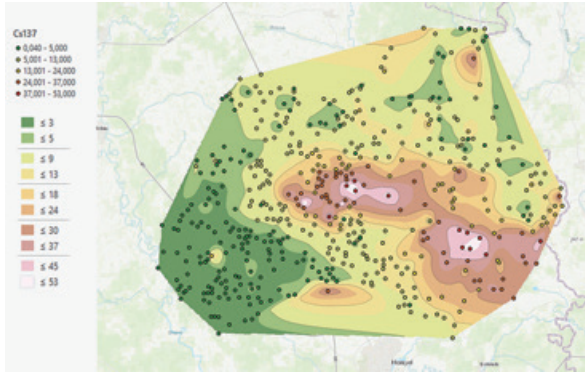 Cs137
0,040 - 5,000
5,001 - 13,000
13,001 - 24,000
24,001 - 37,000
37,001 - 53,000
≤ 3
≤ 5
≤ 9
≤ 13
≤ 18
≤ 24
≤ 30
≤ 37
≤ 45
≤ 53